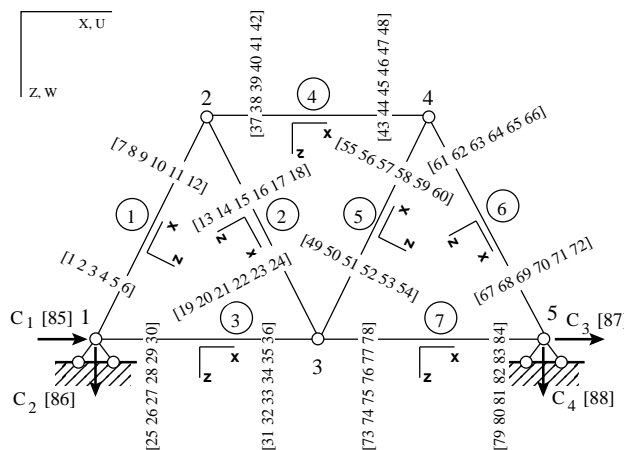 X, U
Z, W
[37 38 39 40 41 42]
[43 44 45 46 47 48]
2
4
4
x
z
[7 8 9 10 11 12]
[13 14 15 16 17 18]
[55 56 57 58 59 60]
[61 62 63 64 65 66]
1
x
z
2
z
x
5
x
z
6
z
x
[1 2 3 4 5 6]
[19 20 21 22 23 24]
[49 50 51 52 53 54]
[67 68 69 70 71 72]
C1 [85]
1
3
x
z
3
7
x
z
5
C3 [87]
C2 [86]
C4 [88]
[25 26 27 28 29 30]
[31 32 33 34 35 36]
[73 74 75 76 77 78]
[79 80 81 82 83 84]